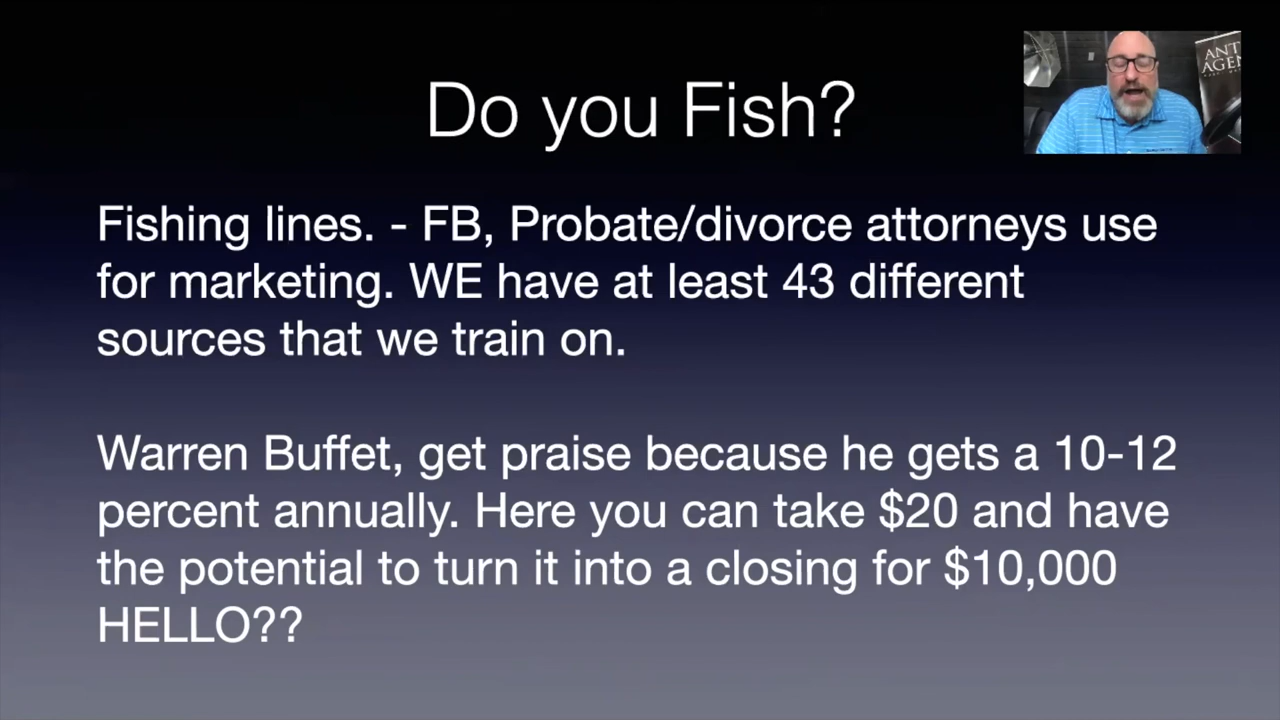 Do you Fish?
ANT
AGEN
Fishing lines. - FB, Probate/divorce attorneys use
for marketing. WE have at least 43 different
sources that we train on.
Warren Buffet, get praise because he gets a 10-12
percent annually. Here you can take $20 and have
the potential to turn it into a closing for $10,000
HELLO??